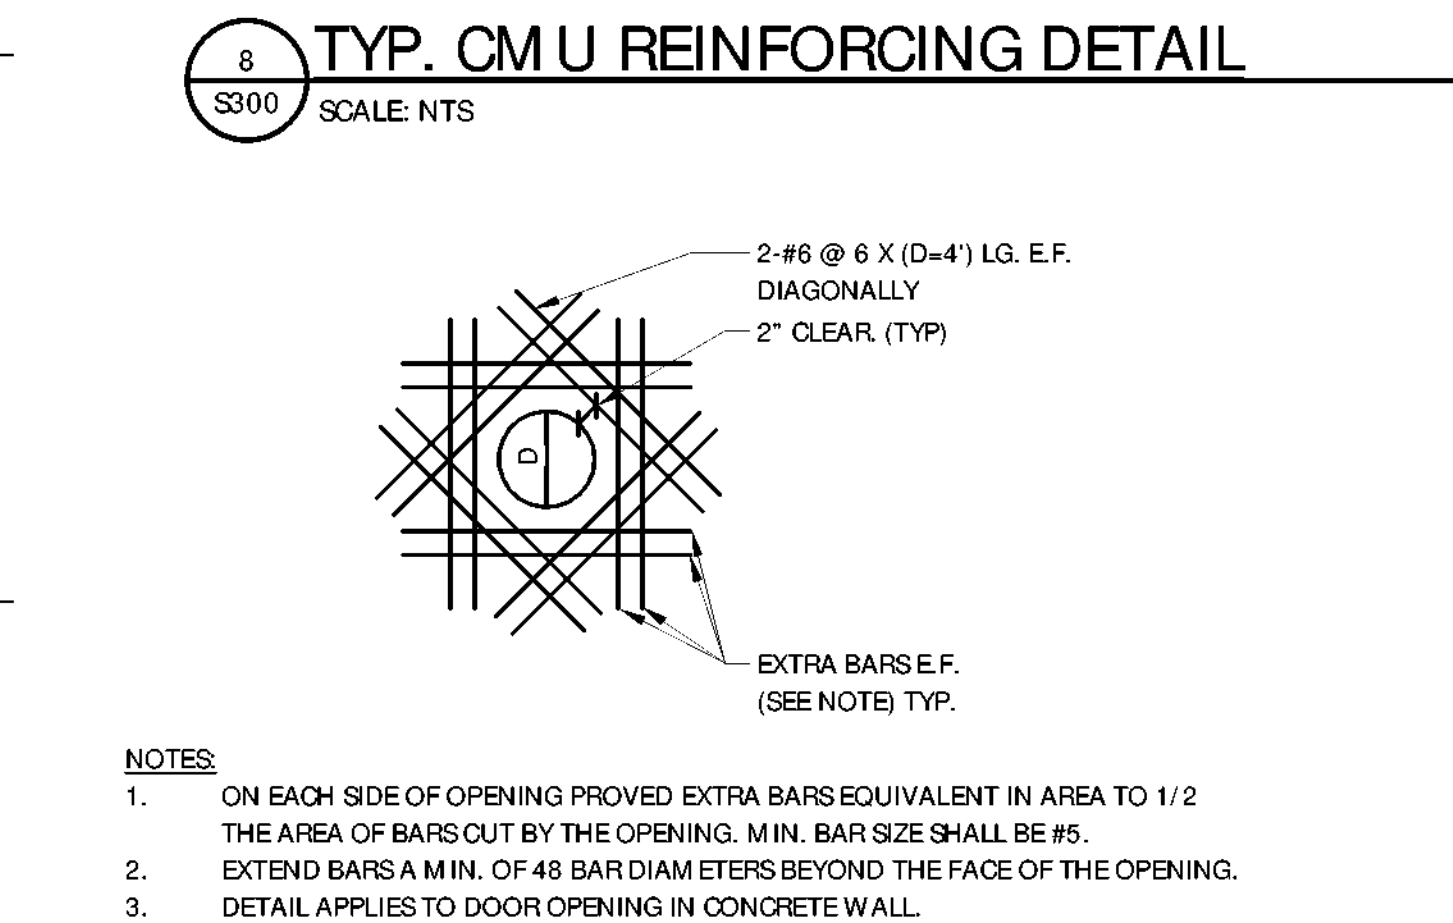 8
S300
TYP. CMU REINFORCING DETAIL
SCALE: NTS
2-#6 @ 6 X (D=4') LG. E.F.
DIAGONALLY
2" CLEAR. (TYP)
D
EXTRA BARS E.F.
(SEE NOTE) TYP.
NOTES:
1. ON EACH SIDE OF OPENING PROVED EXTRA BARS EQUIVALENT IN AREA TO 1/2
THE AREA OF BARS CUT BY THE OPENING. MIN. BAR SIZE SHALL BE #5.
2. EXTEND BARS A MIN. OF 48 BAR DIAMETERS BEYOND THE FACE OF THE OPENING.
3. DETAIL APPLIES TO DOOR OPENING IN CONCRETE WALL.